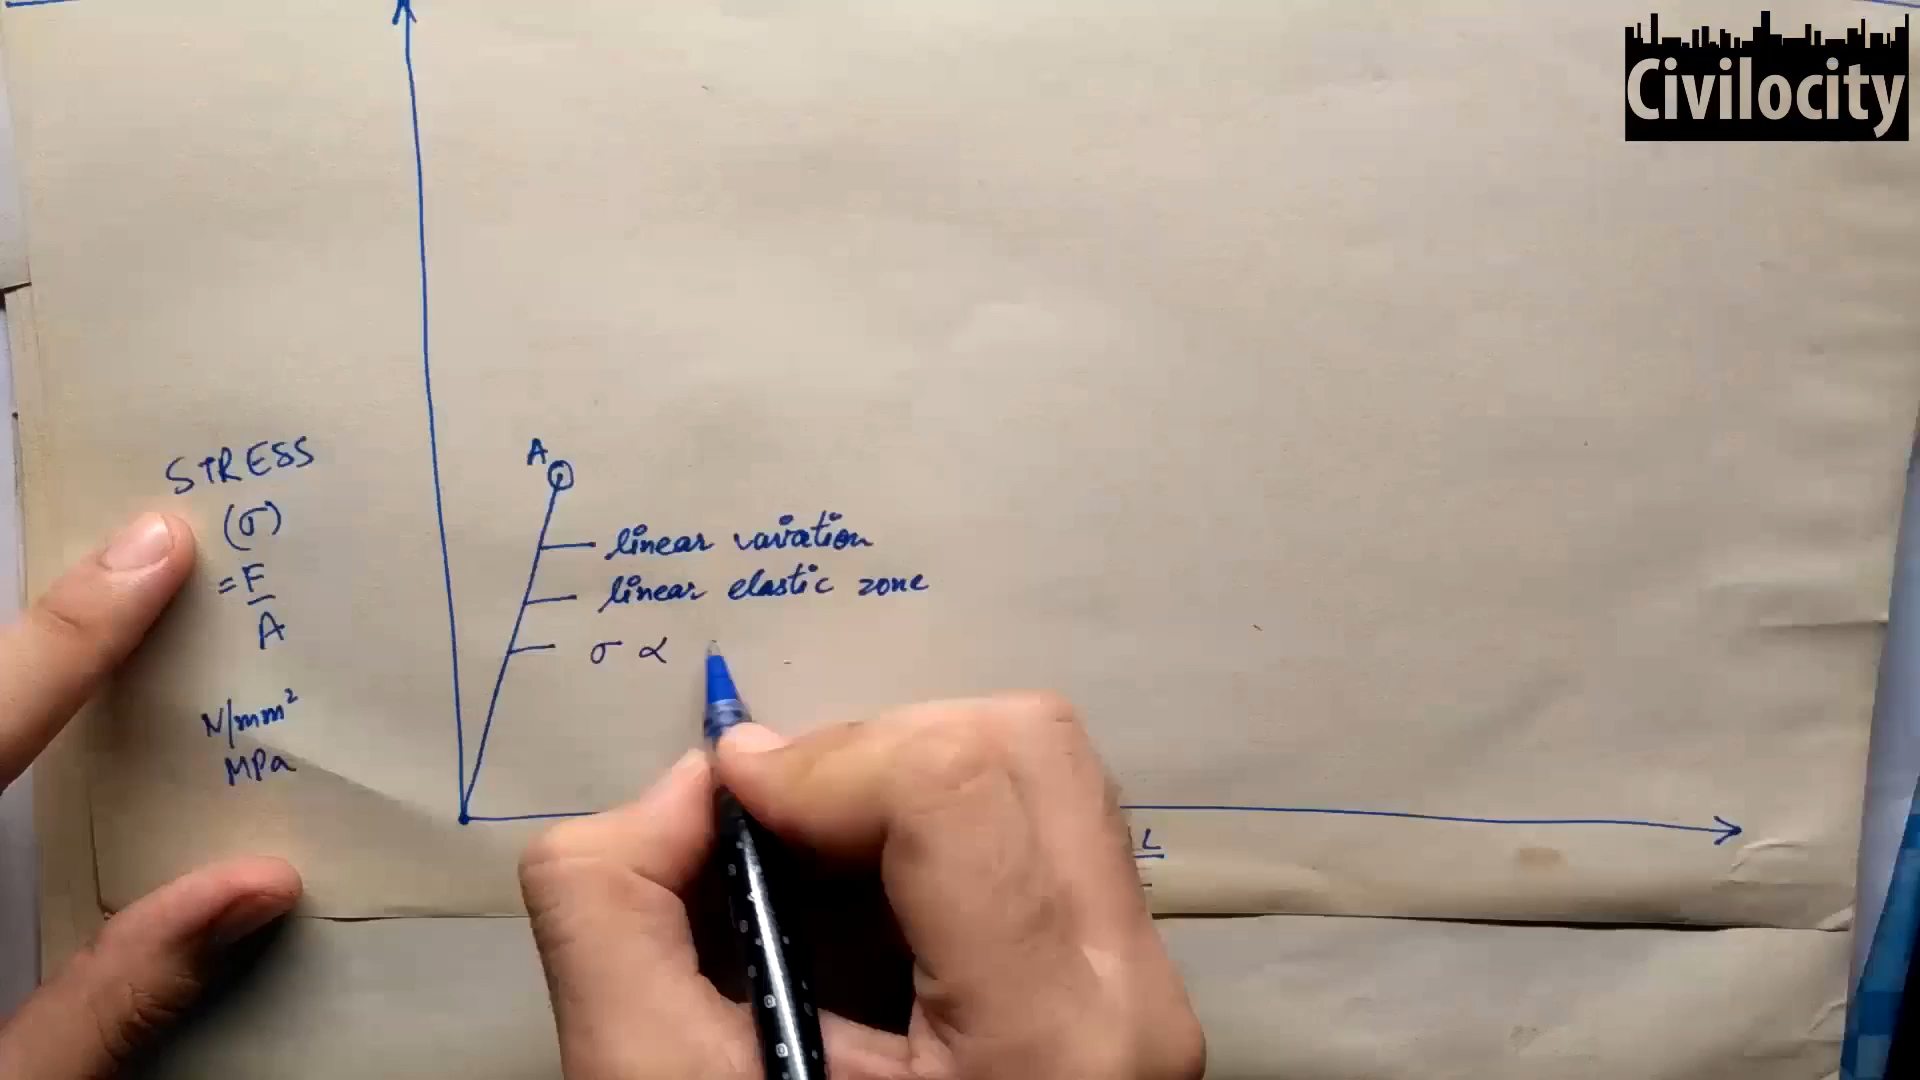 Civilocity
STRESS
(σ)
= F
A
N/mm²
MPa
A
linear variation
linear elastic zone
σ ∝
L